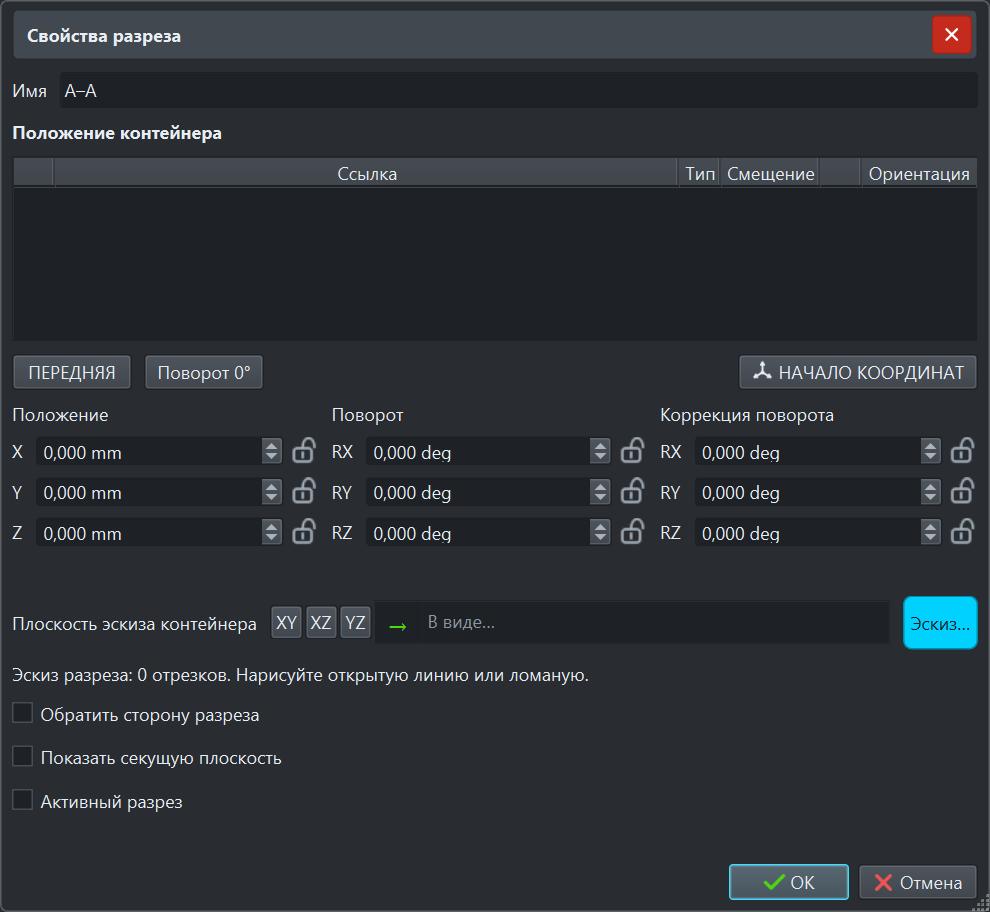 Свойства разреза
Имя A–A
Положение контейнера
Ссылка Тип Смещение Ориентация
ПЕРЕДНЯЯ Поворот 0° НАЧАЛО КООРДИНАТ
Положение Поворот Коррекция поворота
X 0,000 mm RX 0,000 deg RX 0,000 deg
Y 0,000 mm RY 0,000 deg RY 0,000 deg
Z 0,000 mm RZ 0,000 deg RZ 0,000 deg
Плоскость эскиза контейнера XY XZ YZ В виде... Эскиз...
Эскиз разреза: 0 отрезков. Нарисуйте открытую линию или ломаную.
Обратить сторону разреза
Показать секущую плоскость
Активный разрез
OK Отмена